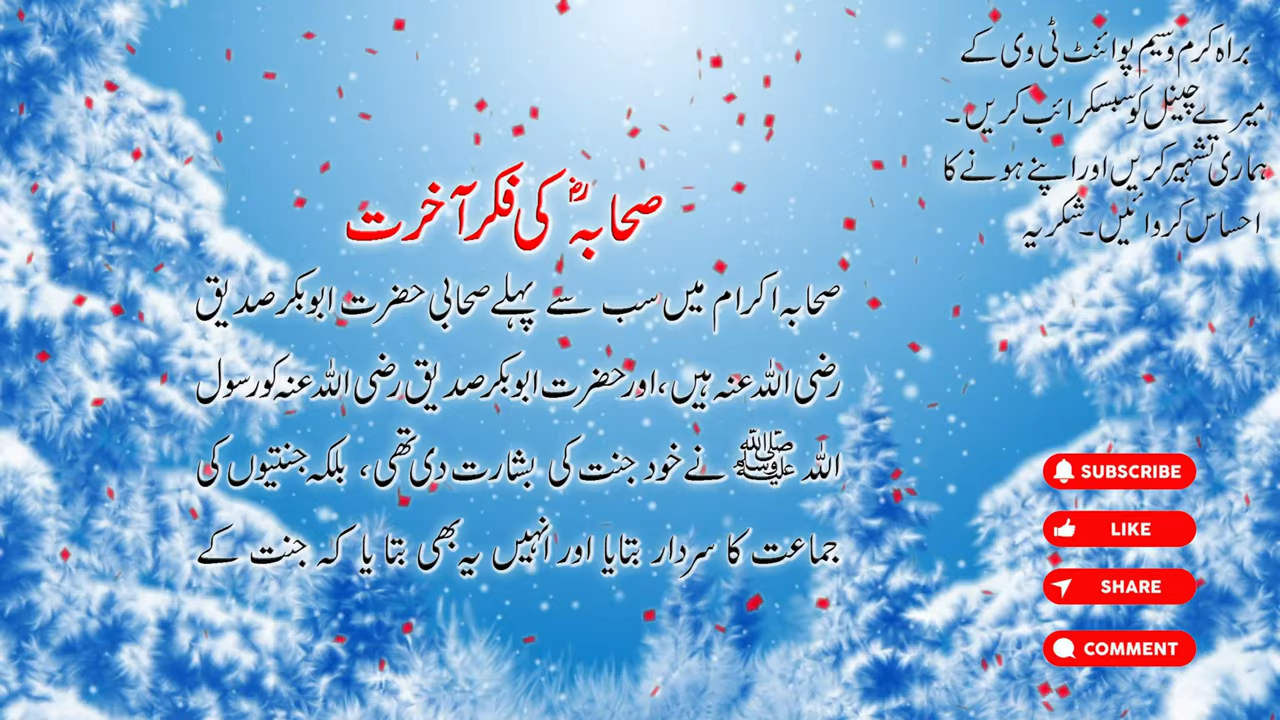 براہ کرم وسیم پوائنٹ ٹی وی کے
میرے چینل کو سبسکرائب کریں۔
ہماری تشہیر کریں اور اپنے ہونے کا
احساس کروائیں۔ شکریہ
صحابہؓ کی فکر آخرت
صحابہ اکرام میں سب سے پہلے صحابی حضرت ابوبکر صدیق
رضی اللہ عنہ ہیں، اور حضرت ابوبکر صدیق رضی اللہ عنہ کو رسول
اللہ ﷺ نے خود جنت کی بشارت دی تھی، بلکہ جنتیوں کی
جماعت کا سردار بتایا اور انہیں یہ بھی بتا یا کہ جنت کے
SUBSCRIBE
LIKE
SHARE
COMMENT